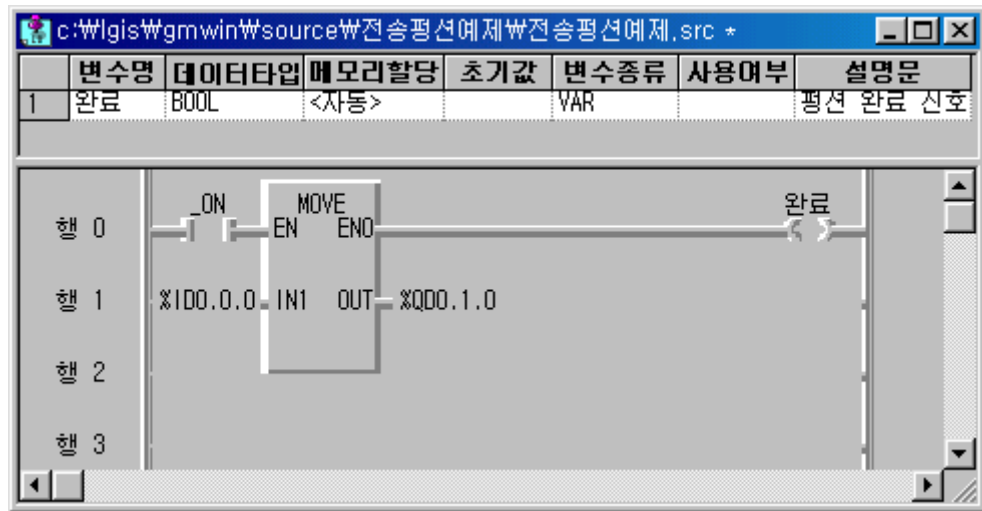 c:₩lgis₩gmwin₩source₩전송펑션예제₩전송펑션예제.src *
변수명 데이터타입 메모리할당 초기값 변수종류 사용여부 설명문
1 완료 BOOL <자동> VAR 펑션 완료 신호
_ON MOVE 완료
행 0 EN ENO
행 1 %ID0.0.0 IN1 OUT %QD0.1.0
행 2
행 3